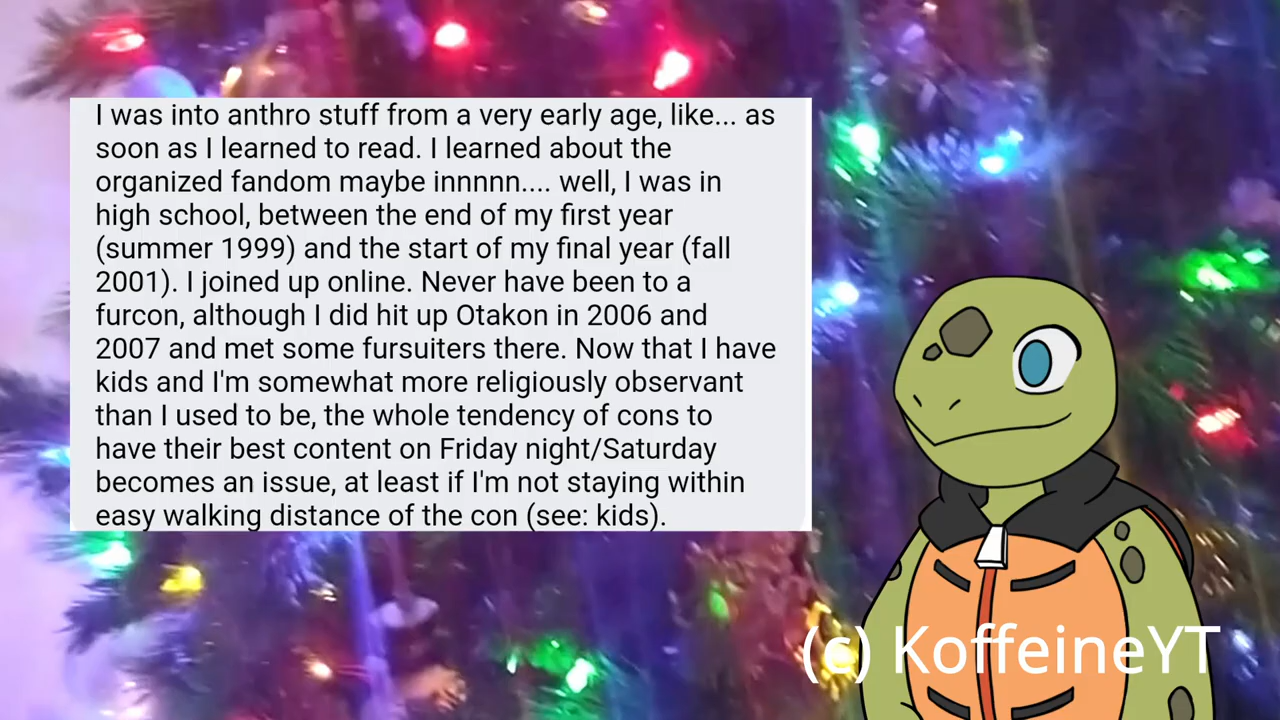 I was into anthro stuff from a very early age, like... as
soon as I learned to read. I learned about the
organized fandom maybe innnnn.... well, I was in
high school, between the end of my first year
(summer 1999) and the start of my final year (fall
2001). I joined up online. Never have been to a
furcon, although I did hit up Otakon in 2006 and
2007 and met some fursuiters there. Now that I have
kids and I'm somewhat more religiously observant
than I used to be, the whole tendency of cons to
have their best content on Friday night/Saturday
becomes an issue, at least if I'm not staying within
easy walking distance of the con (see: kids).
(c) KoffeineYT